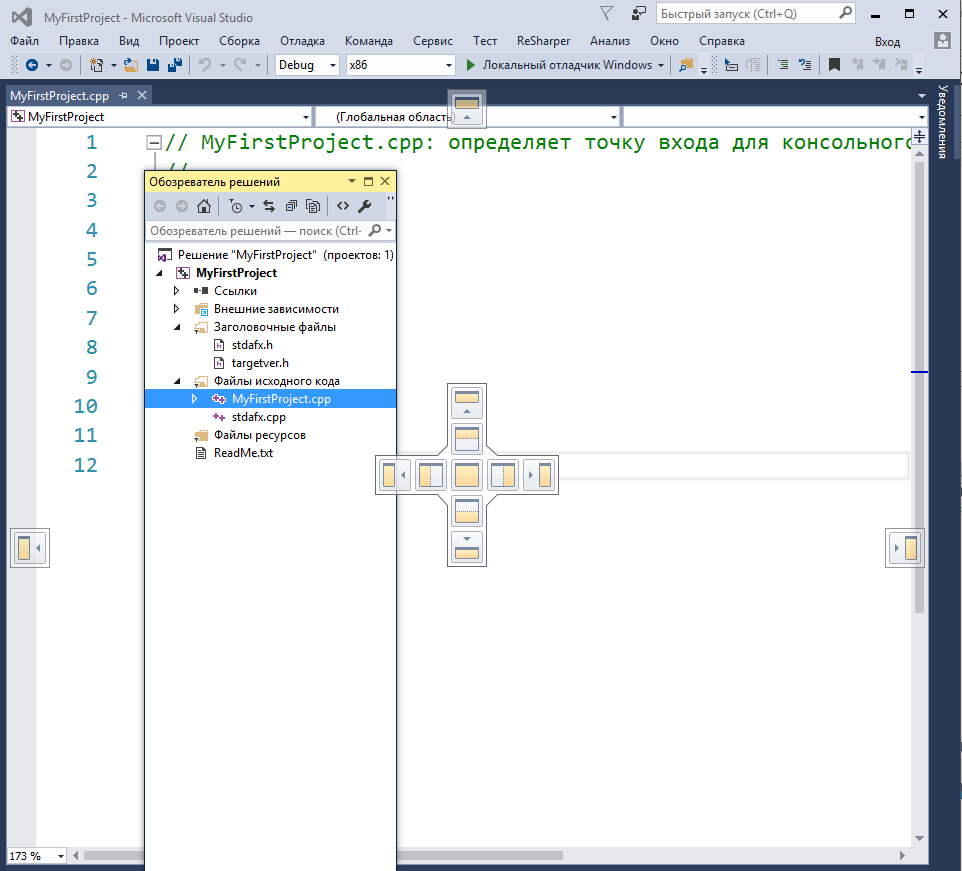 MyFirstProject - Microsoft Visual Studio
Быстрый запуск (Ctrl+Q)
Файл Правка Вид Проект Сборка Отладка Команда Сервис Тест ReSharper Анализ Окно Справка Вход
Debug x86 Локальный отладчик Windows
MyFirstProject.cpp
Уведомления
MyFirstProject (Глобальная область)
1 // MyFirstProject.cpp: определяет точку входа для консольного
2 //
3
4
5
6
7
8
9
10
11
12
Обозреватель решений
Обозреватель решений — поиск (Ctrl-
Решение "MyFirstProject" (проектов: 1)
MyFirstProject
Ссылки
Внешние зависимости
Заголовочные файлы
stdafx.h
targetver.h
Файлы исходного кода
MyFirstProject.cpp
stdafx.cpp
Файлы ресурсов
ReadMe.txt
173 %